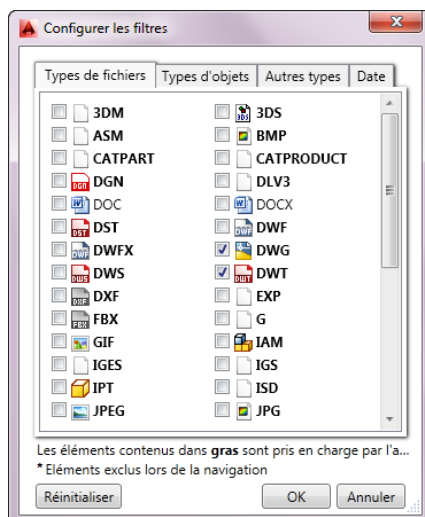 Configurer les filtres
Types de fichiers Types d'objets Autres types Date
3DM 3DS
ASM BMP
CATPART CATPRODUCT
DGN DLV3
DOC DOCX
DST DWF
DWFX DWG
DWS DWT
DXF EXP
FBX G
GIF IAM
IGES IGS
IPT ISD
JPEG JPG
Les éléments contenus dans gras sont pris en charge par l'a...
* Eléments exclus lors de la navigation
Réinitialiser OK Annuler